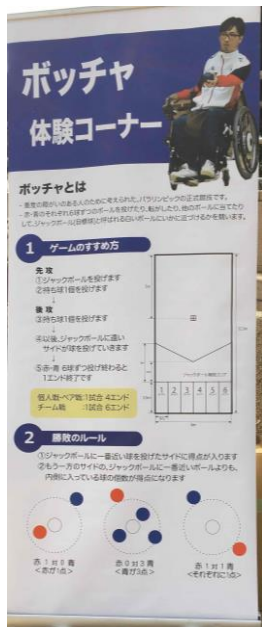 ボッチャ
体験コーナー
ボッチャとは
・重度の障がいのある人のために考えられた、パラリンピックの正式競技です。
・赤・青のそれぞれ6球ずつのボールを投げたり、転がしたり、他のボールに当てたり
して、ジャックボール(目標球)と呼ばれる白いボールにいかに近づけるかを競います。
1 ゲームのすすめ方
先 攻
①ジャックボールを投げます
②持ち球1個を投げます
↓
後 攻
③持ち球1個を投げます
↓
④以後、ジャックボールに遠い
サイドが球を投げていきます
↓
⑤赤・青 6球ずつ投げ終わると
1エンド終了です
個人戦・ペア戦:1試合 4エンド
チーム戦 :1試合 6エンド
1 2 3 4 5 6
2 勝敗のルール
①ジャックボールに一番近い球を投げたサイドに得点が入ります
②もう一方のサイドの、ジャックボールに一番近いボールよりも、
内側に入っている球の個数が得点になります
赤 1 対 0 青
<赤が1点>
赤 0 対 3 青
<青が3点>
赤 1 対 1 青
<それぞれに1点>